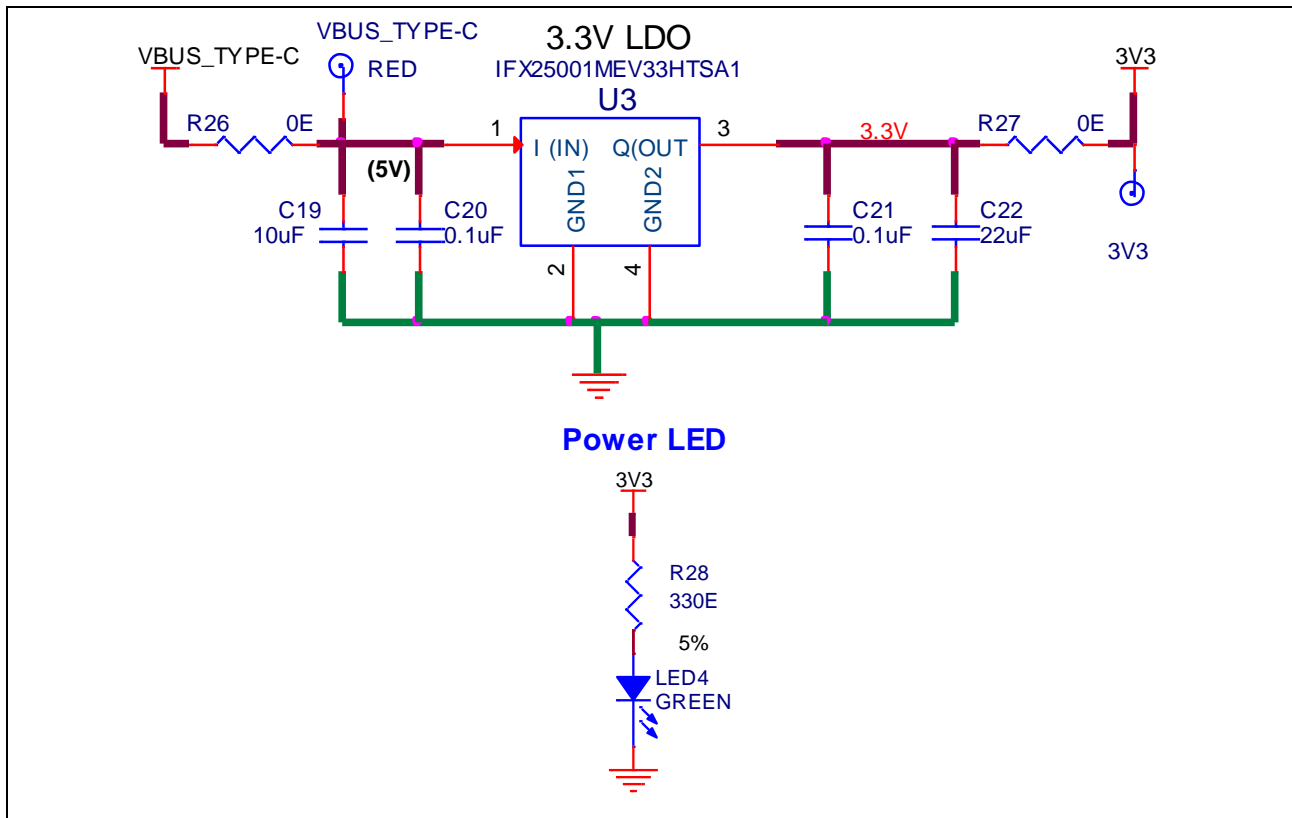 VBUS_TYPE-C
VBUS_TYPE-C
RED
3.3V LDO
IFX25001MEV33HTSA1
U3
3V3
R26
0E
1
I (IN)
Q(OUT
3
3.3V
R27
0E
(5V)
GND1
GND2
C19
10uF
C20
0.1uF
C21
0.1uF
C22
22uF
3V3
2
4
Power LED
3V3
R28
330E
5%
LED4
GREEN